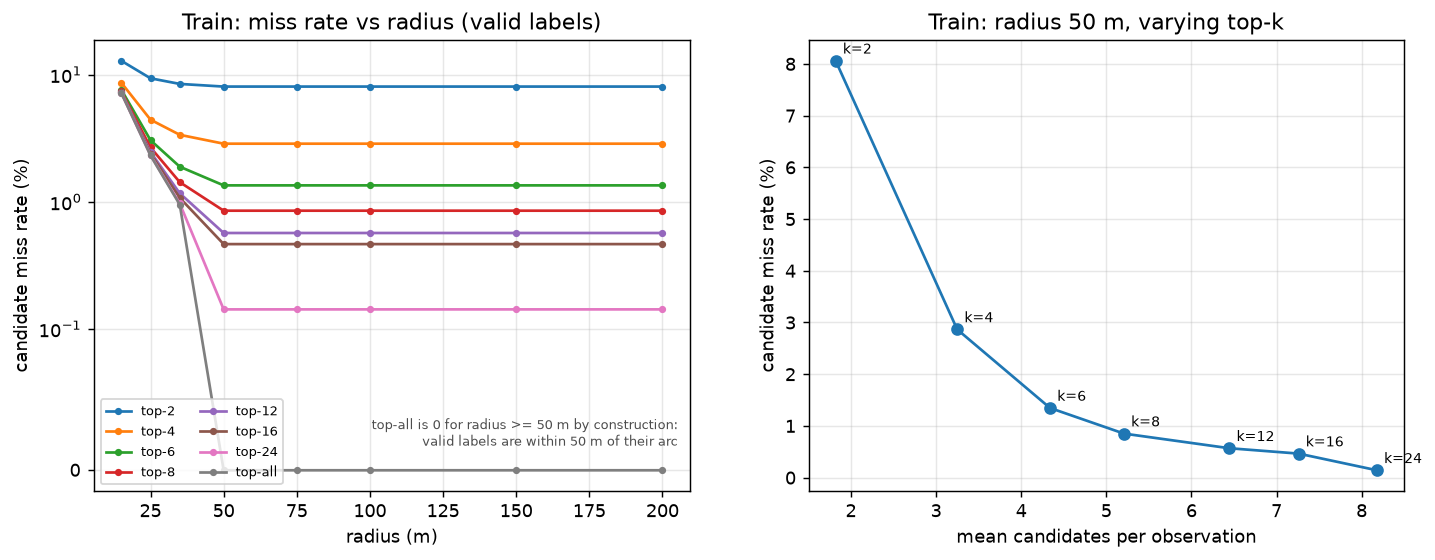 Train: miss rate vs radius (valid labels)
candidate miss rate (%)
10¹
10⁰
10⁻¹
0
top-2
top-4
top-6
top-8
top-12
top-16
top-24
top-all
top-all is 0 for radius >= 50 m by construction:
valid labels are within 50 m of their arc
25 50 75 100 125 150 175 200
radius (m)
Train: radius 50 m, varying top-k
candidate miss rate (%)
8
7
6
5
4
3
2
1
0
k=2
k=4
k=6
k=8
k=12
k=16
k=24
2 3 4 5 6 7 8
mean candidates per observation